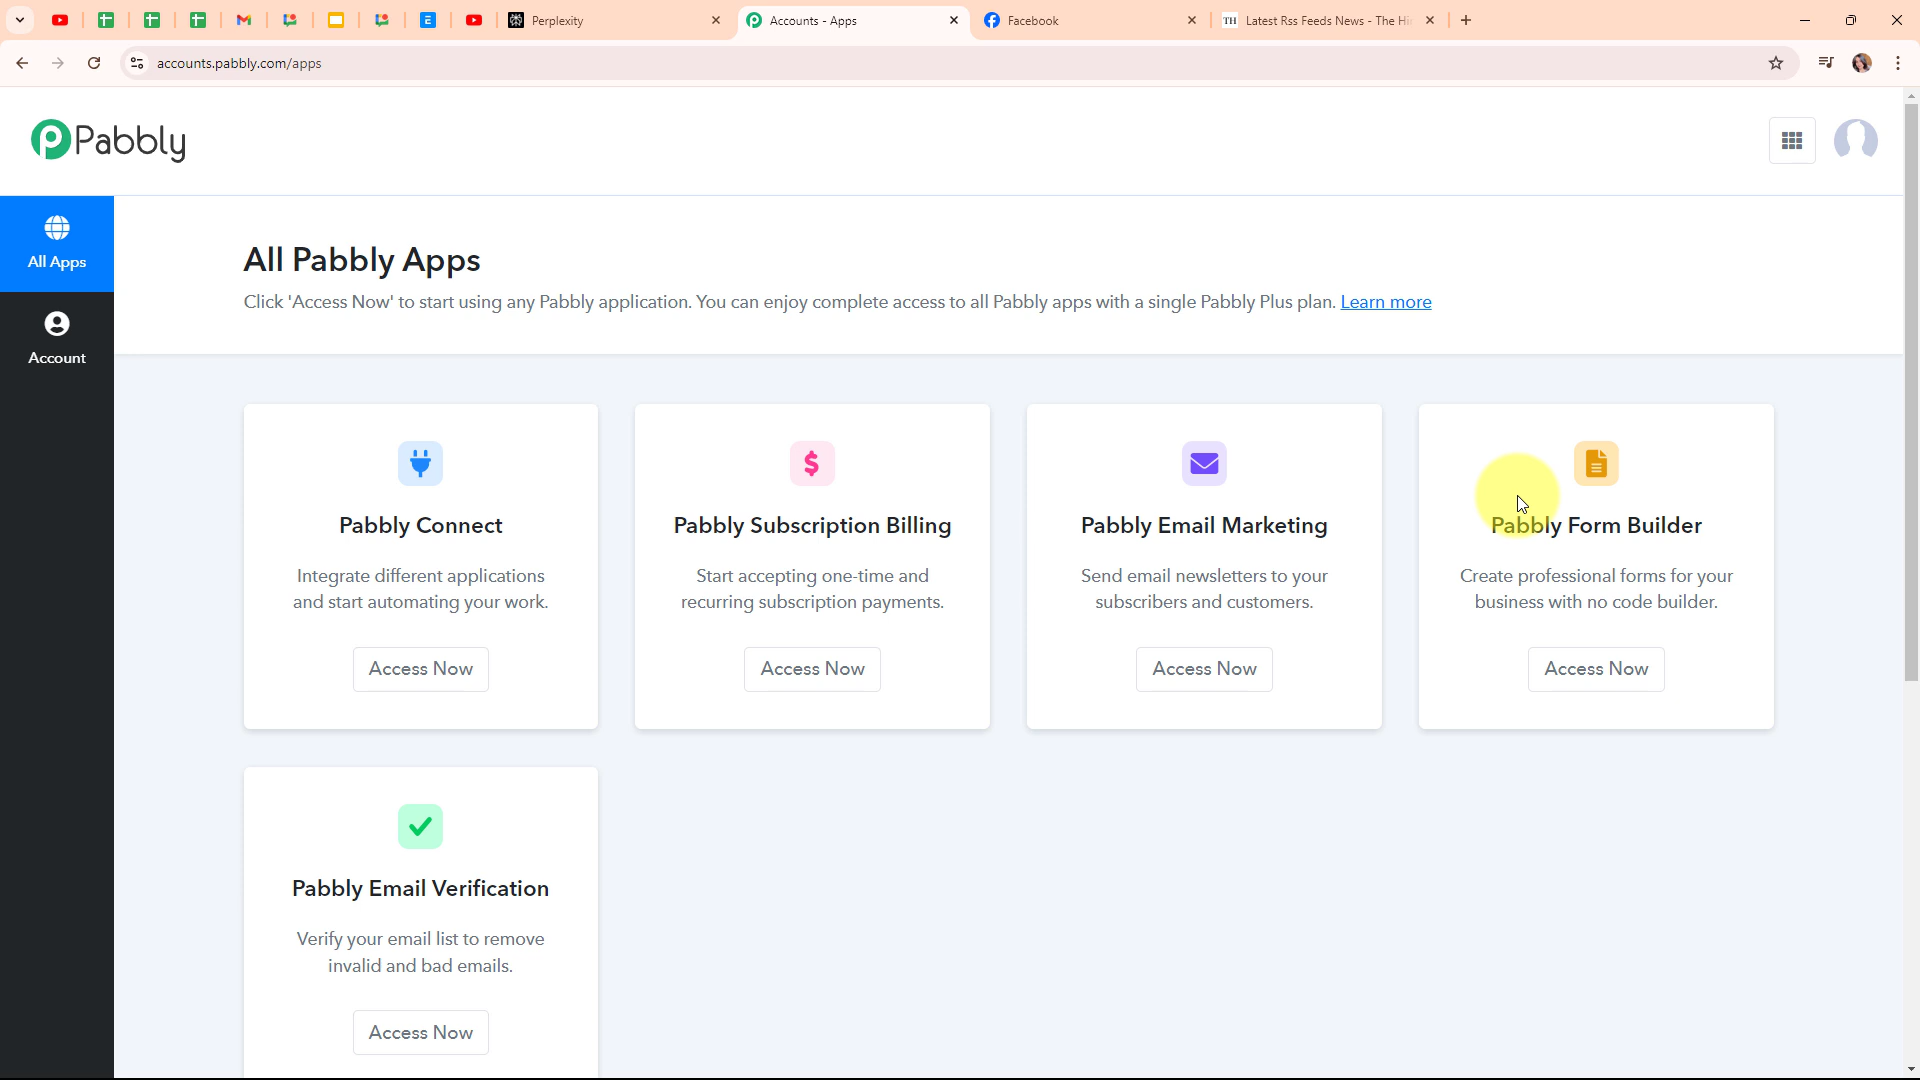 Perplexity
Accounts - Apps
Facebook
TH Latest Rss Feeds News - The Hi
accounts.pabbly.com/apps
Pabbly
All Apps
Account
All Pabbly Apps
Click 'Access Now' to start using any Pabbly application. You can enjoy complete access to all Pabbly apps with a single Pabbly Plus plan. Learn more
Pabbly Connect
Integrate different applications
and start automating your work.
Access Now
Pabbly Subscription Billing
Start accepting one-time and
recurring subscription payments.
Access Now
Pabbly Email Marketing
Send email newsletters to your
subscribers and customers.
Access Now
Pabbly Form Builder
Create professional forms for your
business with no code builder.
Access Now
Pabbly Email Verification
Verify your email list to remove
invalid and bad emails.
Access Now